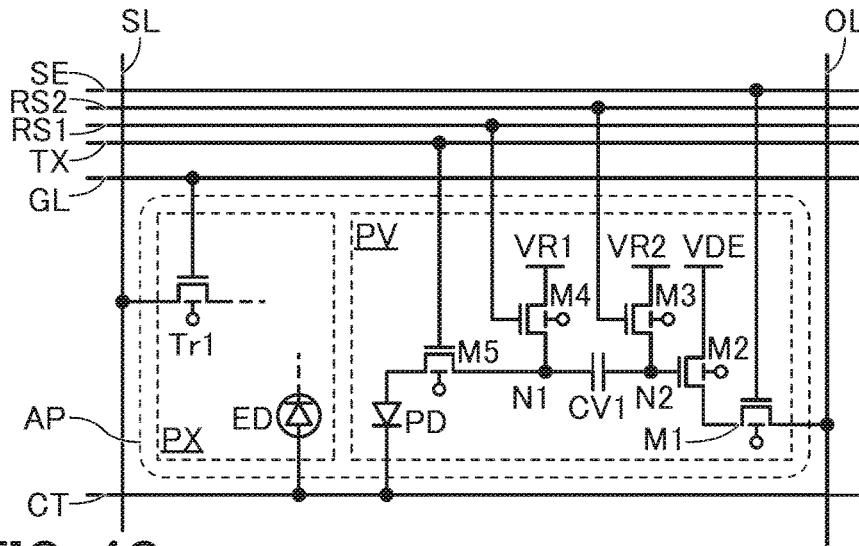 SL OL
SE
RS2
RS1
TX
GL
PV
VR1 VR2 VDE
M4 M3
Tr1 M5 M2
N1 CV1 N2
AP PX ED PD M1
CT